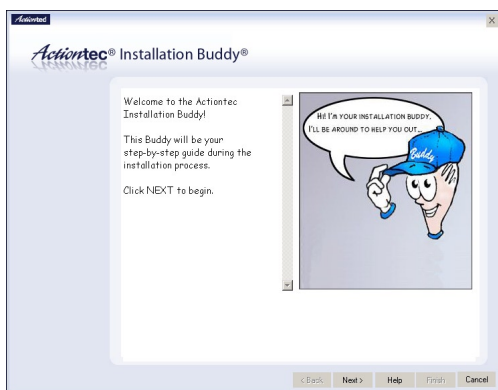 Actiontec
Actiontec® Installation Buddy®
Welcome to the Actiontec
Installation Buddy!
This Buddy will be your
step-by-step guide during the
installation process.
Click NEXT to begin.
HI! I'M YOUR INSTALLATION BUDDY,
I'LL BE AROUND TO HELP YOU OUT...
Buddy
< Back Next > Help Finish Cancel